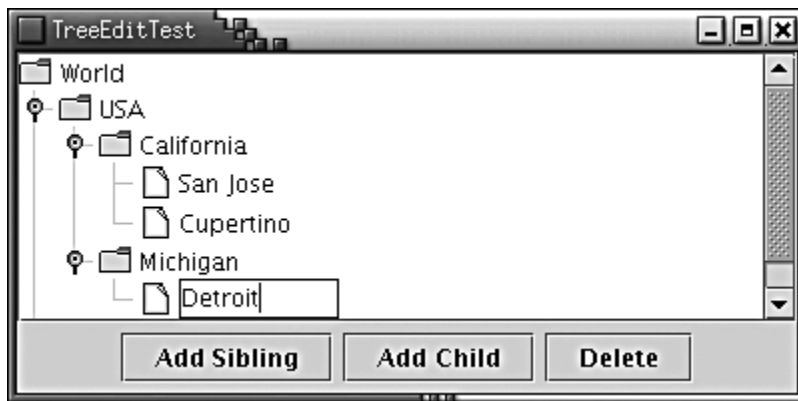 TreeEditTest
World
USA
California
San Jose
Cupertino
Michigan
Detroit
Add Sibling Add Child Delete